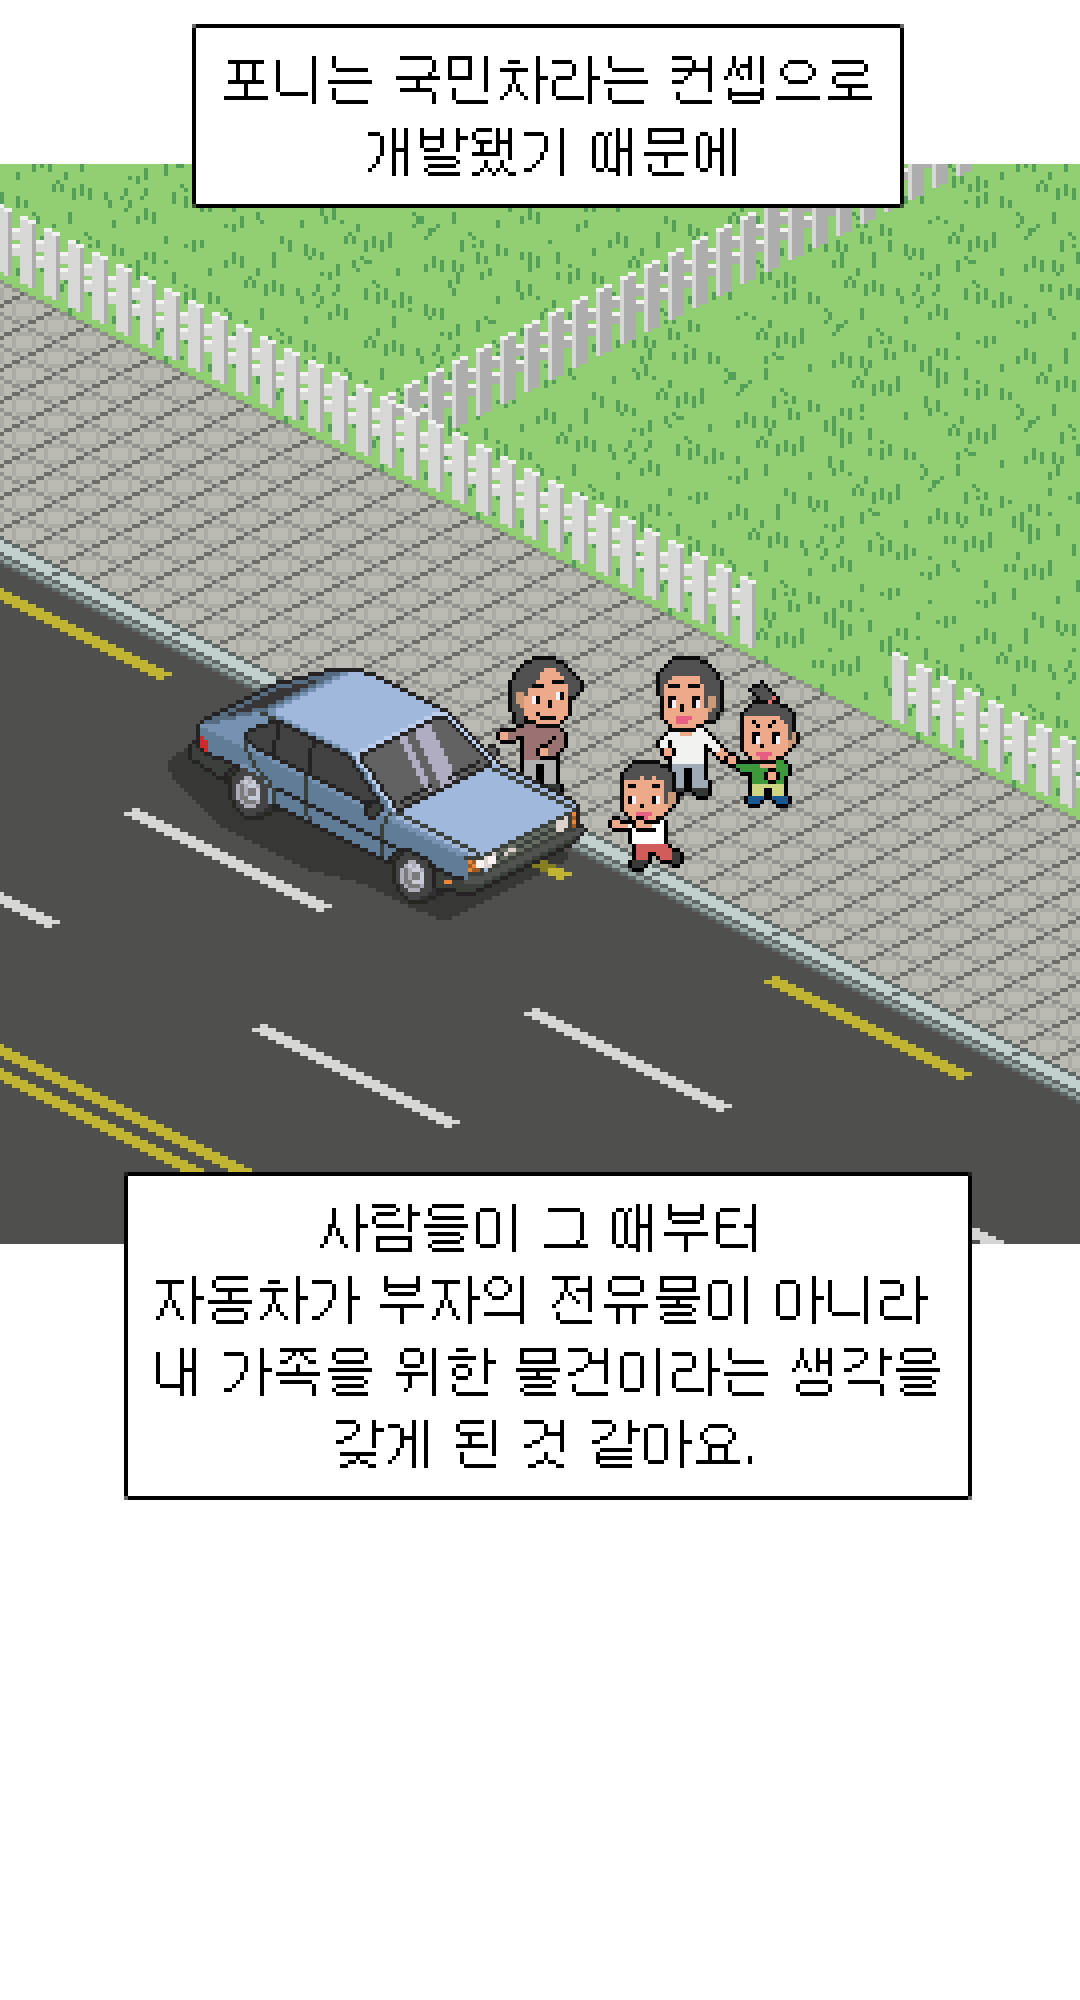 포니는 국민차라는 컨셉으로
개발됐기 때문에
사람들이 그 때부터
자동차가 부자의 전유물이 아니라
내 가족을 위한 물건이라는 생각을
갖게 된 것 같아요.